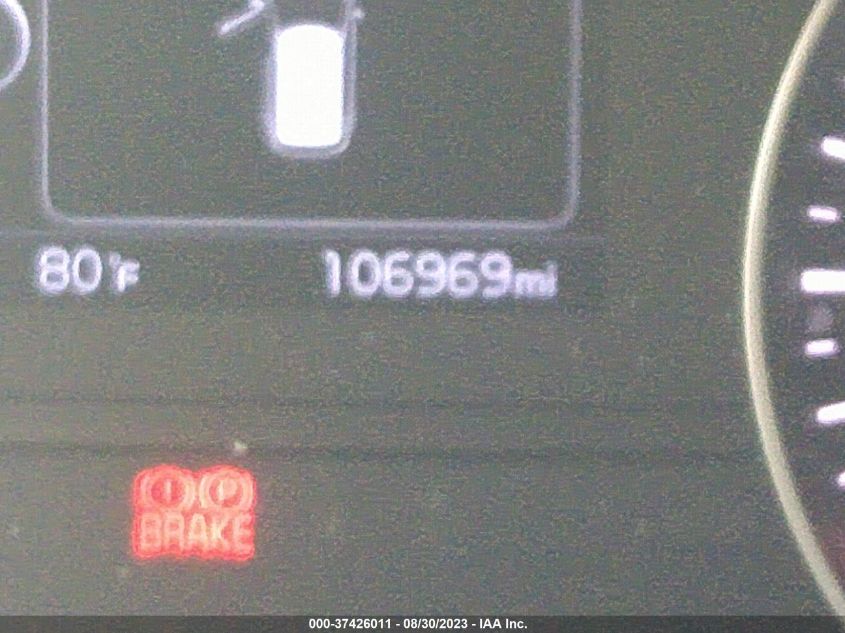 80°F 106969mi
BRAKE
000-37426011 - 08/30/2023 - IAA Inc.